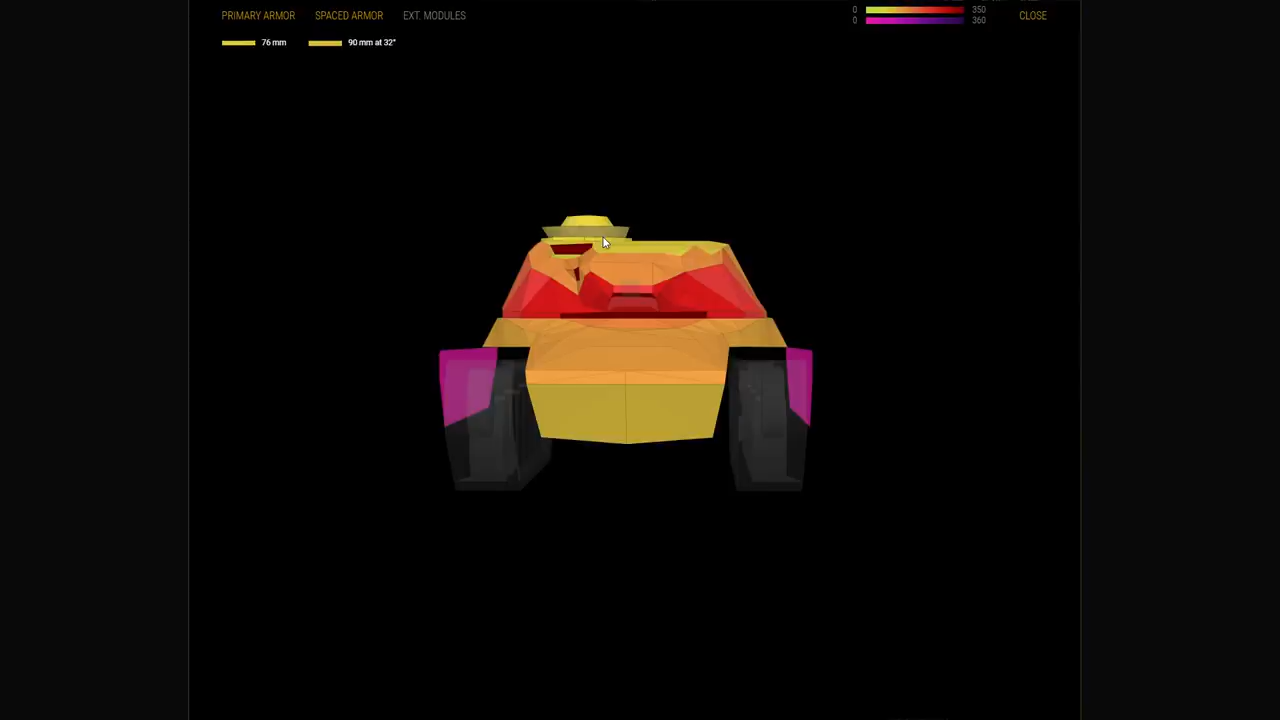 PRIMARY ARMOR SPACED ARMOR EXT. MODULES 0 350 CLOSE
0 360
76 mm 90 mm at 32°